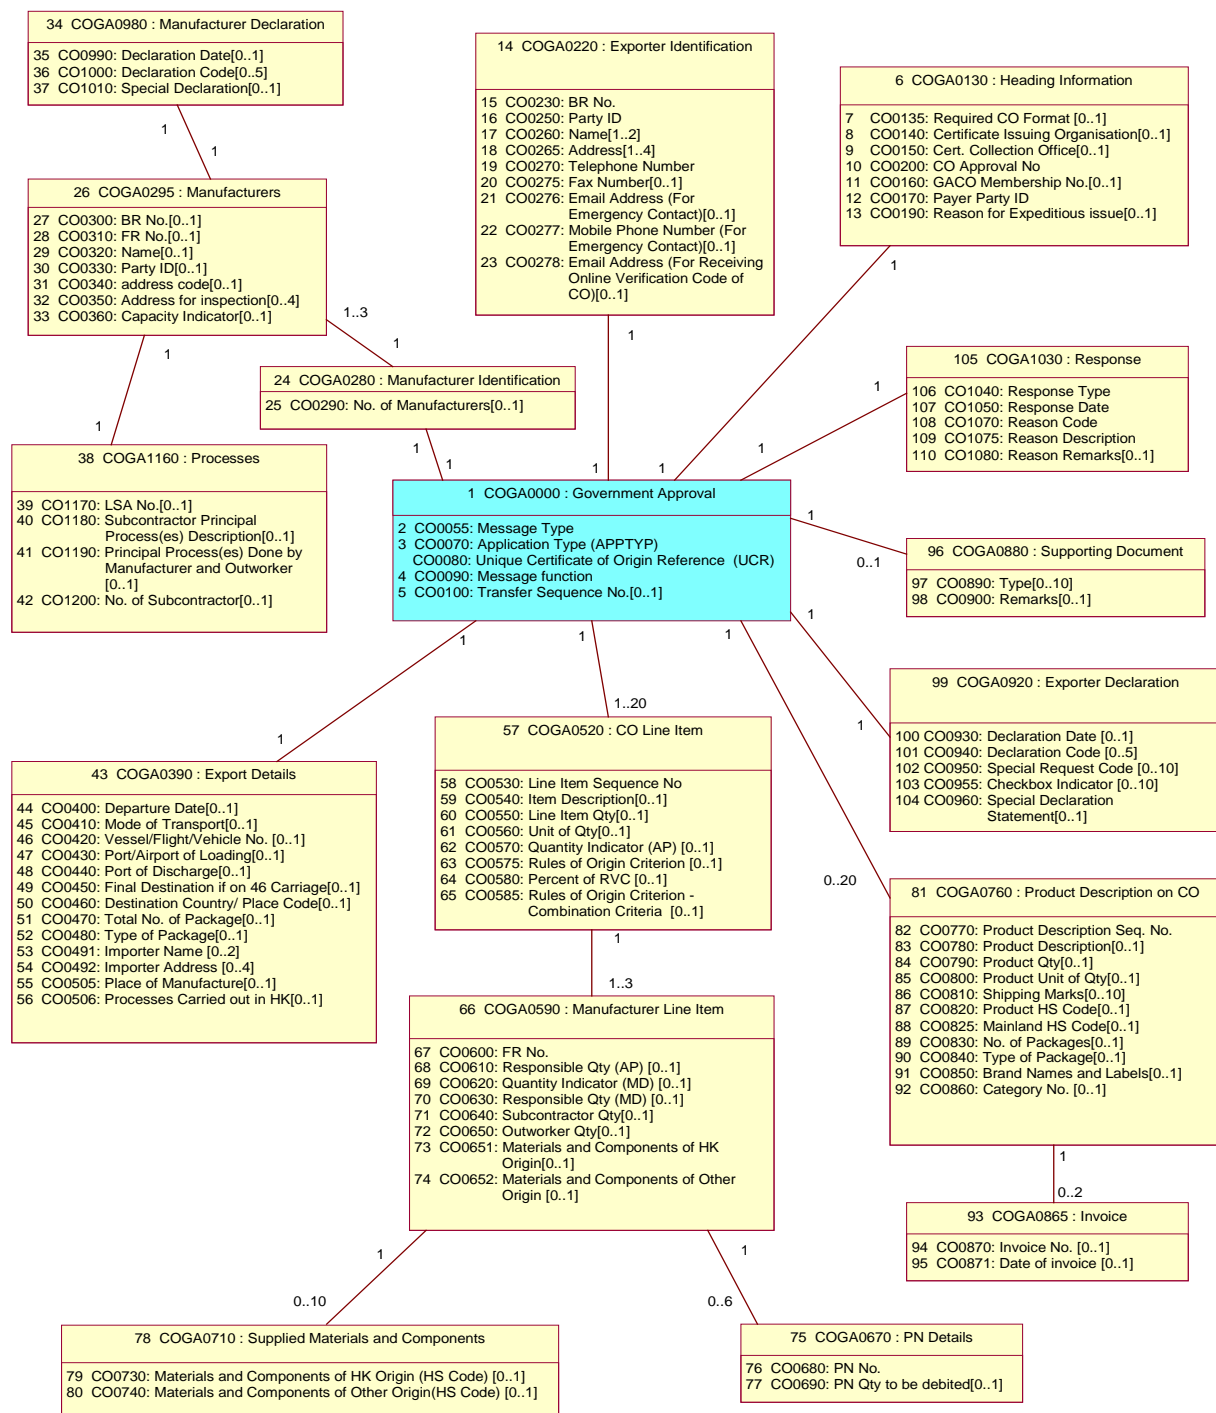 34 COGA0980 : Manufacturer Declaration
35 CO0990: Declaration Date[0..1]
36 CO1000: Declaration Code[0..5]
37 CO1010: Special Declaration[0..1]
1
1
26 COGA0295 : Manufacturers
27 CO0300: BR No.[0..1]
28 CO0310: FR No.[0..1]
29 CO0320: Name[0..1]
30 CO0330: Party ID[0..1]
31 CO0340: address code[0..1]
32 CO0350: Address for inspection[0..4]
33 CO0360: Capacity Indicator[0..1]
1..3
1
1
1
24 COGA0280 : Manufacturer Identification
25 CO0290: No. of Manufacturers[0..1]
1
1
38 COGA1160 : Processes
39 CO1170: LSA No.[0..1]
40 CO1180: Subcontractor Principal
Process(es) Description[0..1]
41 CO1190: Principal Process(es) Done by
Manufacturer and Outworker
[0..1]
42 CO1200: No. of Subcontractor[0..1]
14 COGA0220 : Exporter Identification
15 CO0230: BR No.
16 CO0250: Party ID
17 CO0260: Name[1..2]
18 CO0265: Address[1..4]
19 CO0270: Telephone Number
20 CO0275: Fax Number[0..1]
21 CO0276: Email Address (For
Emergency Contact)[0..1]
22 CO0277: Mobile Phone Number (For
Emergency Contact)[0..1]
23 CO0278: Email Address (For Receiving
Online Verification Code of
CO)[0..1]
1
1
6 COGA0130 : Heading Information
7 CO0135: Required CO Format [0..1]
8 CO0140: Certificate Issuing Organisation[0..1]
9 CO0150: Cert. Collection Office[0..1]
10 CO0200: CO Approval No
11 CO0160: GACO Membership No.[0..1]
12 CO0170: Payer Party ID
13 CO0190: Reason for Expeditious issue[0..1]
1
1
105 COGA1030 : Response
106 CO1040: Response Type
107 CO1050: Response Date
108 CO1070: Reason Code
109 CO1075: Reason Description
110 CO1080: Reason Remarks[0..1]
1
1
1 COGA0000 : Government Approval
2 CO0055: Message Type
3 CO0070: Application Type (APPTYP)
CO0080: Unique Certificate of Origin Reference (UCR)
4 CO0090: Message function
5 CO0100: Transfer Sequence No.[0..1]
1
0..1
96 COGA0880 : Supporting Document
97 CO0890: Type[0..10]
98 CO0900: Remarks[0..1]
1
1
99 COGA0920 : Exporter Declaration
100 CO0930: Declaration Date [0..1]
101 CO0940: Declaration Code [0..5]
102 CO0950: Special Request Code [0..10]
103 CO0955: Checkbox Indicator [0..10]
104 CO0960: Special Declaration
Statement[0..1]
1
1
43 COGA0390 : Export Details
44 CO0400: Departure Date[0..1]
45 CO0410: Mode of Transport[0..1]
46 CO0420: Vessel/Flight/Vehicle No. [0..1]
47 CO0430: Port/Airport of Loading[0..1]
48 CO0440: Port of Discharge[0..1]
49 CO0450: Final Destination if on 46 Carriage[0..1]
50 CO0460: Destination Country/ Place Code[0..1]
51 CO0470: Total No. of Package[0..1]
52 CO0480: Type of Package[0..1]
53 CO0491: Importer Name [0..2]
54 CO0492: Importer Address [0..4]
55 CO0505: Place of Manufacture[0..1]
56 CO0506: Processes Carried out in HK[0..1]
1
1..20
57 COGA0520 : CO Line Item
58 CO0530: Line Item Sequence No
59 CO0540: Item Description[0..1]
60 CO0550: Line Item Qty[0..1]
61 CO0560: Unit of Qty[0..1]
62 CO0570: Quantity Indicator (AP) [0..1]
63 CO0575: Rules of Origin Criterion [0..1]
64 CO0580: Percent of RVC [0..1]
65 CO0585: Rules of Origin Criterion -
Combination Criteria [0..1]
1
0..20
81 COGA0760 : Product Description on CO
82 CO0770: Product Description Seq. No.
83 CO0780: Product Description[0..1]
84 CO0790: Product Qty[0..1]
85 CO0800: Product Unit of Qty[0..1]
86 CO0810: Shipping Marks[0..10]
87 CO0820: Product HS Code[0..1]
88 CO0825: Mainland HS Code[0..1]
89 CO0830: No. of Packages[0..1]
90 CO0840: Type of Package[0..1]
91 CO0850: Brand Names and Labels[0..1]
92 CO0860: Category No. [0..1]
1
1..3
66 COGA0590 : Manufacturer Line Item
67 CO0600: FR No.
68 CO0610: Responsible Qty (AP) [0..1]
69 CO0620: Quantity Indicator (MD) [0..1]
70 CO0630: Responsible Qty (MD) [0..1]
71 CO0640: Subcontractor Qty[0..1]
72 CO0650: Outworker Qty[0..1]
73 CO0651: Materials and Components of HK
Origin[0..1]
74 CO0652: Materials and Components of Other
Origin [0..1]
1
0..2
93 COGA0865 : Invoice
94 CO0870: Invoice No. [0..1]
95 CO0871: Date of invoice [0..1]
1
0..10
78 COGA0710 : Supplied Materials and Components
79 CO0730: Materials and Components of HK Origin (HS Code) [0..1]
80 CO0740: Materials and Components of Other Origin(HS Code) [0..1]
1
0..6
75 COGA0670 : PN Details
76 CO0680: PN No.
77 CO0690: PN Qty to be debited[0..1]